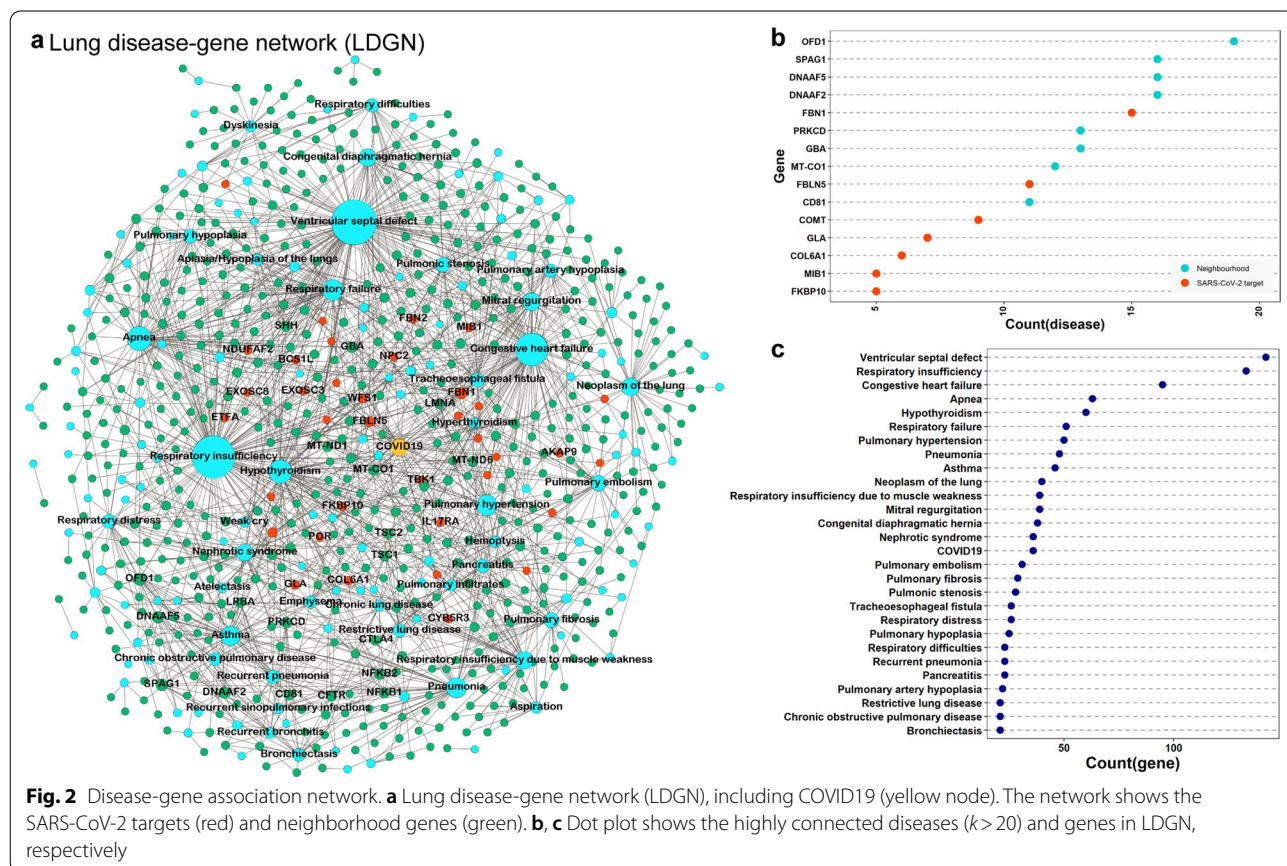 a Lung disease-gene network (LDGN)
Respiratory difficulties
Dyskinesia
Congenital diaphragmatic hernia
Ventricular septal defect
Pulmonary hypoplasia
Aplasia/Hypoplasia of the lungs
Pulmonic stenosis
Pulmonary artery hypoplasia
Respiratory failure
Mitral regurgitation
SHH
FBN2
MIB1
Apnea
GBA
NDUFAF2
BCS1L
NPC2
Congestive heart failure
Tracheoesophageal fistula
Neoplasm of the lung
EXOSC8
EXOSC3
WFS1
FBN1
LMNA
ETFA
FBLN5
Hyperthyroidism
MT-ND1
COVID19
AKAP9
Respiratory insufficiency
Hypothyroidism
MT-CO1
MT-ND6
TBK1
Pulmonary embolism
FKBP10
Pulmonary hypertension
Respiratory distress
Weak cry
IL17RA
POR
TSC2
Hemoptysis
Nephrotic syndrome
TSC1
Pancreatitis
OFD1
Atelectasis
GLA
COL6A1
Pulmonary infiltrates
LRBA
Emphysema
Chronic lung disease
DNAAF5
PRKCD
CYB5R3
Pulmonary fibrosis
Asthma
Restrictive lung disease
CTLA4
Chronic obstructive pulmonary disease
Respiratory insufficiency due to muscle weakness
Recurrent pneumonia
NFKB2
SPAG1
DNAAF2
CD81
CFTR
NFKB1
Pneumonia
Recurrent sinopulmonary infections
Aspiration
Recurrent bronchitis
Bronchiectasis
b
OFD1
SPAG1
DNAAF5
DNAAF2
FBN1
PRKCD
GBA
MT-CO1
FBLN5
CD81
COMT
GLA
COL6A1
MIB1
FKBP10
Gene
Neighbourhood
SARS-CoV-2 target
5
10
15
20
Count(disease)
c
Ventricular septal defect
Respiratory insufficiency
Congestive heart failure
Apnea
Hypothyroidism
Respiratory failure
Pulmonary hypertension
Pneumonia
Asthma
Neoplasm of the lung
Respiratory insufficiency due to muscle weakness
Mitral regurgitation
Congenital diaphragmatic hernia
Nephrotic syndrome
COVID19
Pulmonary embolism
Pulmonary fibrosis
Pulmonic stenosis
Tracheoesophageal fistula
Respiratory distress
Pulmonary hypoplasia
Respiratory difficulties
Recurrent pneumonia
Pancreatitis
Pulmonary artery hypoplasia
Restrictive lung disease
Chronic obstructive pulmonary disease
Bronchiectasis
50
100
Count(gene)
Fig. 2 Disease-gene association network. a Lung disease-gene network (LDGN), including COVID19 (yellow node). The network shows the
SARS-CoV-2 targets (red) and neighborhood genes (green). b, c Dot plot shows the highly connected diseases (k > 20) and genes in LDGN,
respectively